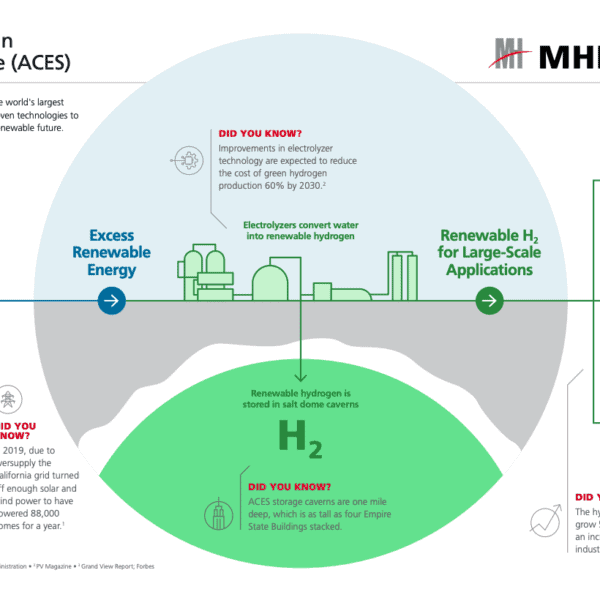 n
e (ACES)
e world's largest
ven technologies to
newable future.
MH
MHI
DID YOU KNOW?
Improvements in electrolyzer
technology are expected to reduce
the cost of green hydrogen
production 60% by 2030.²
Electrolyzers convert water
into renewable hydrogen
Excess
Renewable
Energy
Renewable H₂
for Large-Scale
Applications
Renewable hydrogen is
stored in salt dome caverns
H₂
DID YOU KNOW?
ACES storage caverns are one mile
deep, which is as tall as four Empire
State Buildings stacked.
ID YOU
NOW?
2019, due to
versupply the
alifornia grid turned
ff enough solar and
ind power to have
owered 88,000
omes for a year.¹
DID Y
The hy
grow
an inc
indust
inistration • ² PV Magazine • ³ Grand View Report; Forbes